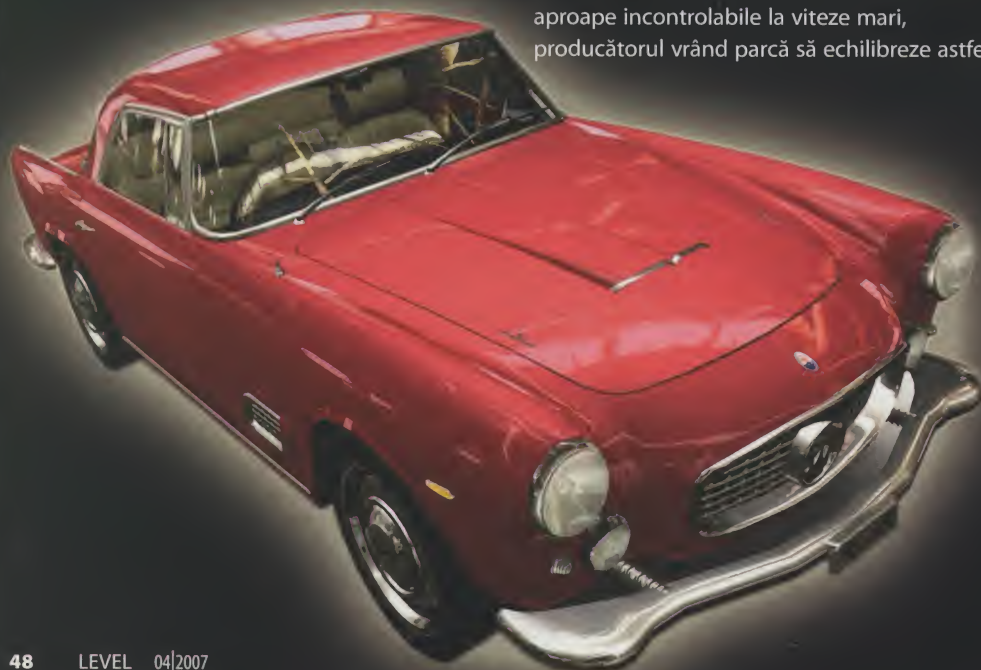 aproape incontrolabile la viteze mari,
producătorul vrând parcă să echilibreze astfe
48 LEVEL 04|2007